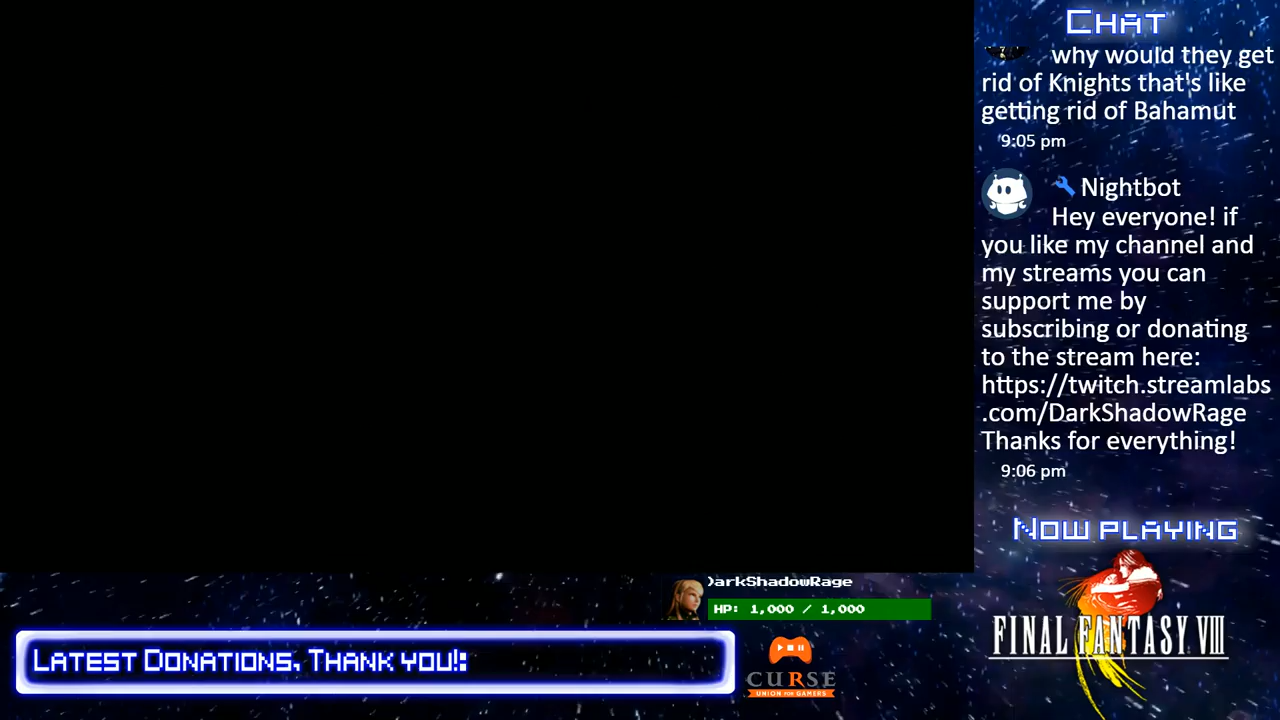 CHAT
why would they get
rid of Knights that's like
getting rid of Bahamut
9:05 pm
Nightbot
Hey everyone! if
you like my channel and
my streams you can
support me by
subscribing or donating
to the stream here:
https://twitch.streamlabs
.com/DarkShadowRage
Thanks for everything!
9:06 pm
NOW PLAYING
FINAL FANTASY VIII
DarkShadowRage
HP: 1,000 / 1,000
LATEST DONATIONS, THANK YOU!:
CURSE
UNION FOR GAMERS